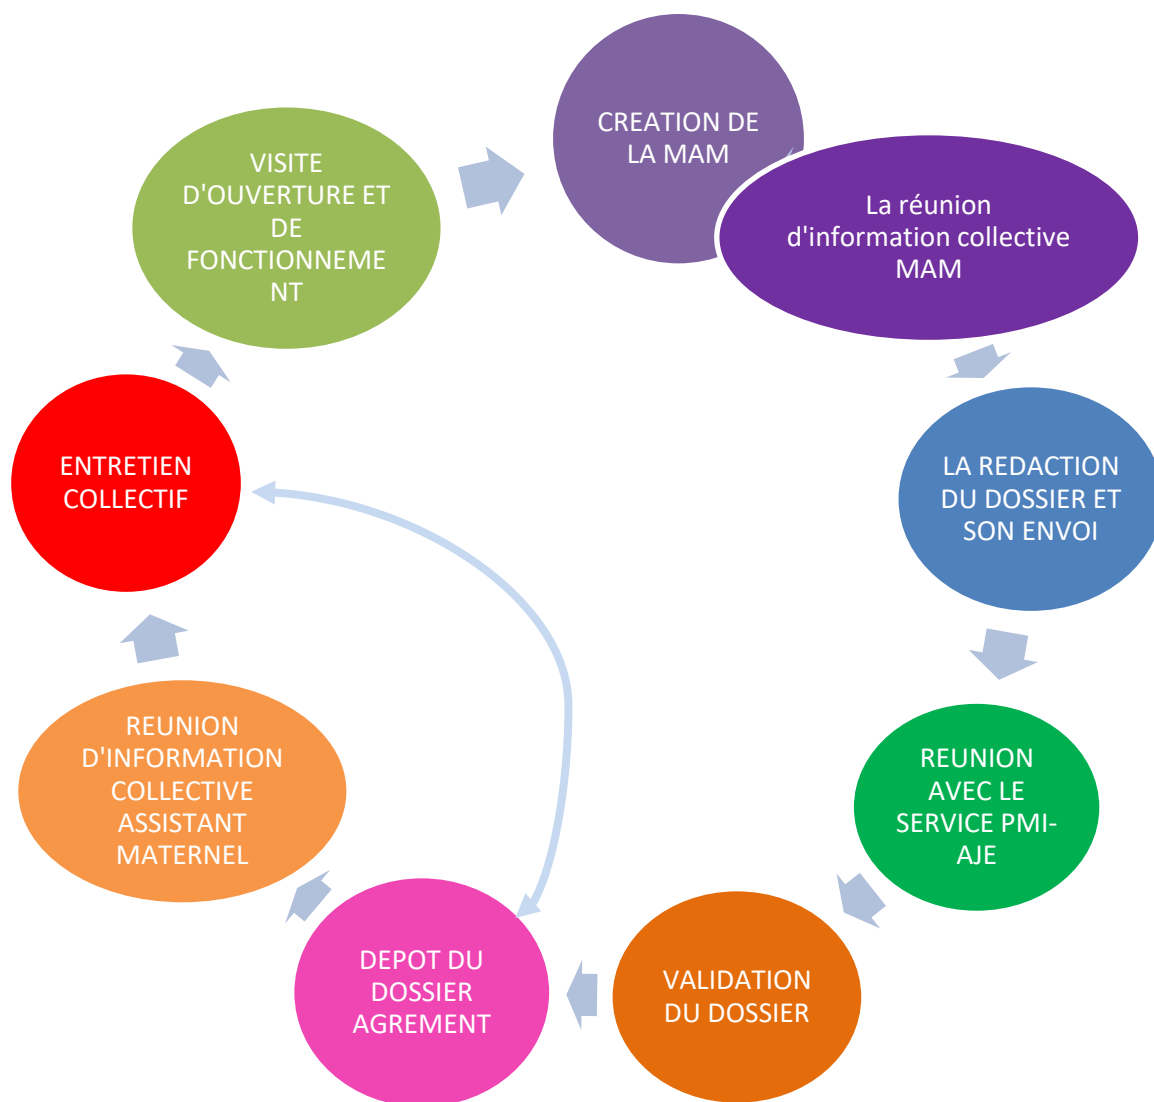 CREATION DE
LA MAM
La réunion
d'information collective
MAM
LA REDACTION
DU DOSSIER ET
SON ENVOI
REUNION
AVEC LE
SERVICE PMI-
AJE
VALIDATION
DU DOSSIER
DEPOT DU
DOSSIER
AGREMENT
REUNION
D'INFORMATION
COLLECTIVE
ASSISTANT
MATERNEL
ENTRETIEN
COLLECTIF
VISITE
D'OUVERTURE ET
DE
FONCTIONNEME
NT